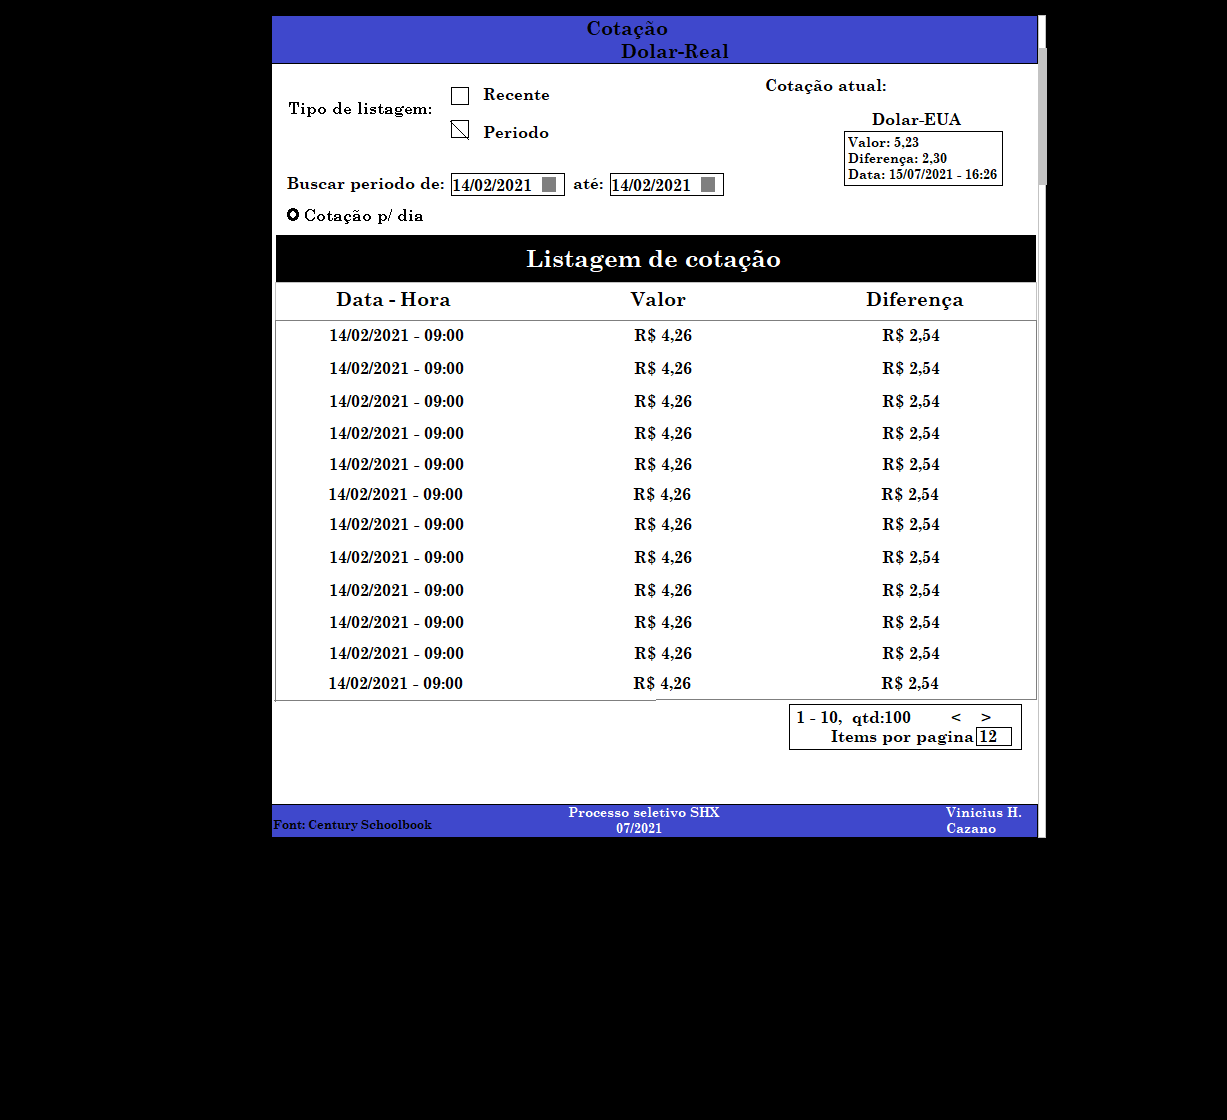 Cotação
Dolar-Real
Cotação atual:
Tipo de listagem:
Recente
Periodo
Dolar-EUA
Valor: 5,23
Diferença: 2,30
Data: 15/07/2021 - 16:26
Buscar periodo de: 14/02/2021 até: 14/02/2021
Cotação p/ dia
Listagem de cotação
Data - Hora Valor Diferença
14/02/2021 - 09:00 R$ 4,26 R$ 2,54
14/02/2021 - 09:00 R$ 4,26 R$ 2,54
14/02/2021 - 09:00 R$ 4,26 R$ 2,54
14/02/2021 - 09:00 R$ 4,26 R$ 2,54
14/02/2021 - 09:00 R$ 4,26 R$ 2,54
14/02/2021 - 09:00 R$ 4,26 R$ 2,54
14/02/2021 - 09:00 R$ 4,26 R$ 2,54
14/02/2021 - 09:00 R$ 4,26 R$ 2,54
14/02/2021 - 09:00 R$ 4,26 R$ 2,54
14/02/2021 - 09:00 R$ 4,26 R$ 2,54
14/02/2021 - 09:00 R$ 4,26 R$ 2,54
14/02/2021 - 09:00 R$ 4,26 R$ 2,54
1 - 10, qtd:100 < >
Items por pagina 12
Font: Century Schoolbook
Processo seletivo SHX
07/2021
Vinicius H.
Cazano